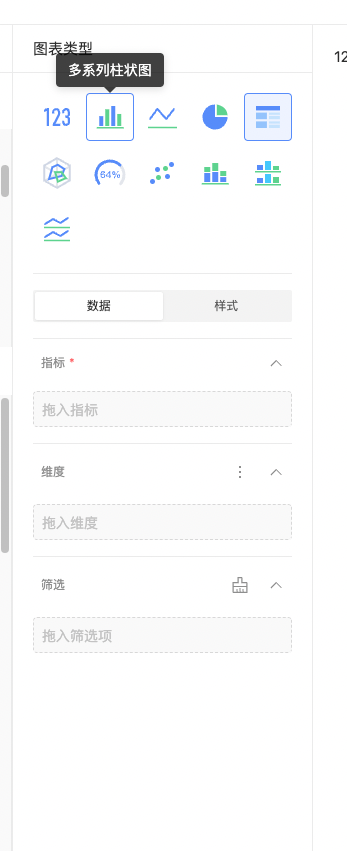 图表类型
12
多系列柱状图
123
64%
数据
样式
指标 *
拖入指标
维度
拖入维度
筛选
拖入筛选项